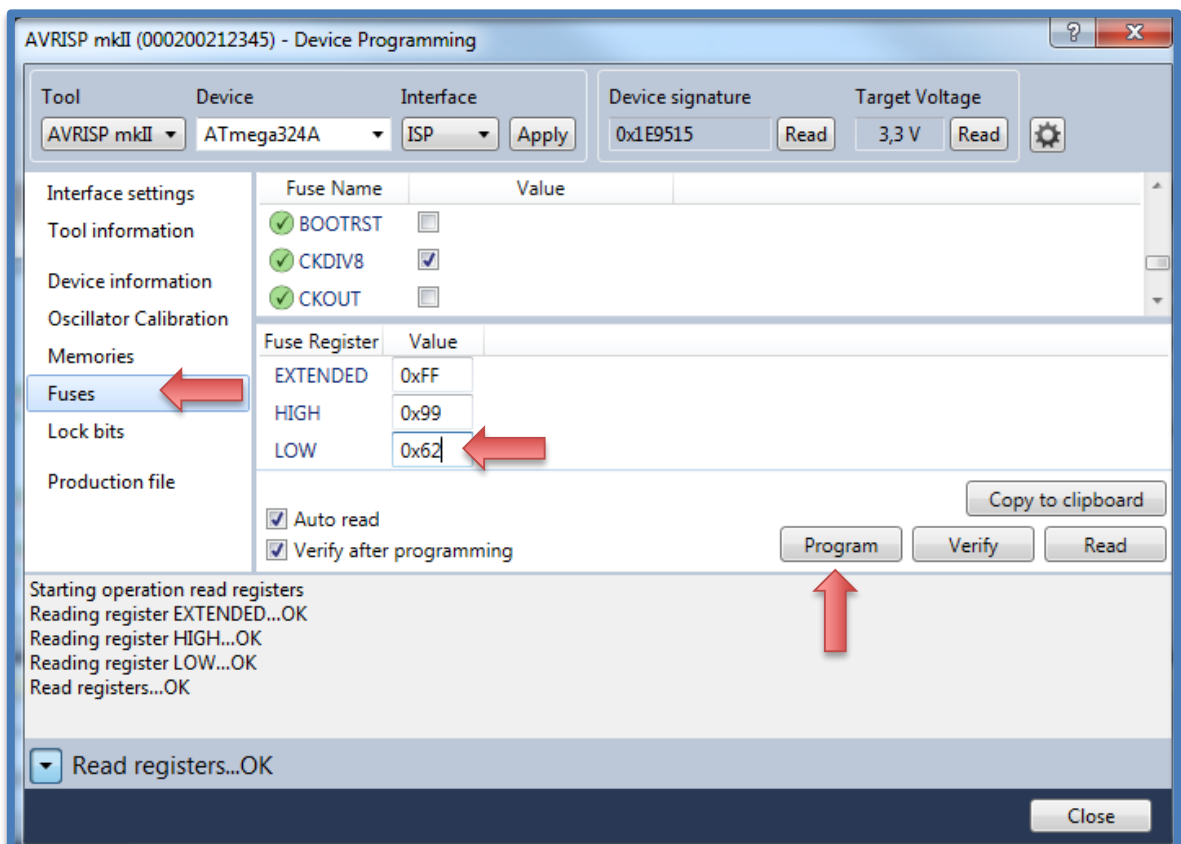 AVRISP mkII (000200212345) - Device Programming
?
Tool Device Interface Device signature Target Voltage
AVRISP mkII ATmega324A ISP Apply 0x1E9515 Read 3,3 V Read
Interface settings
Tool information
Device information
Oscillator Calibration
Memories
Fuses
Lock bits
Production file
Fuse Name Value
BOOTRST
CKDIV8
CKOUT
Fuse Register Value
EXTENDED 0xFF
HIGH 0x99
LOW 0x62
Copy to clipboard
Auto read
Verify after programming
Program Verify Read
Starting operation read registers
Reading register EXTENDED...OK
Reading register HIGH...OK
Reading register LOW...OK
Read registers...OK
Read registers...OK
Close